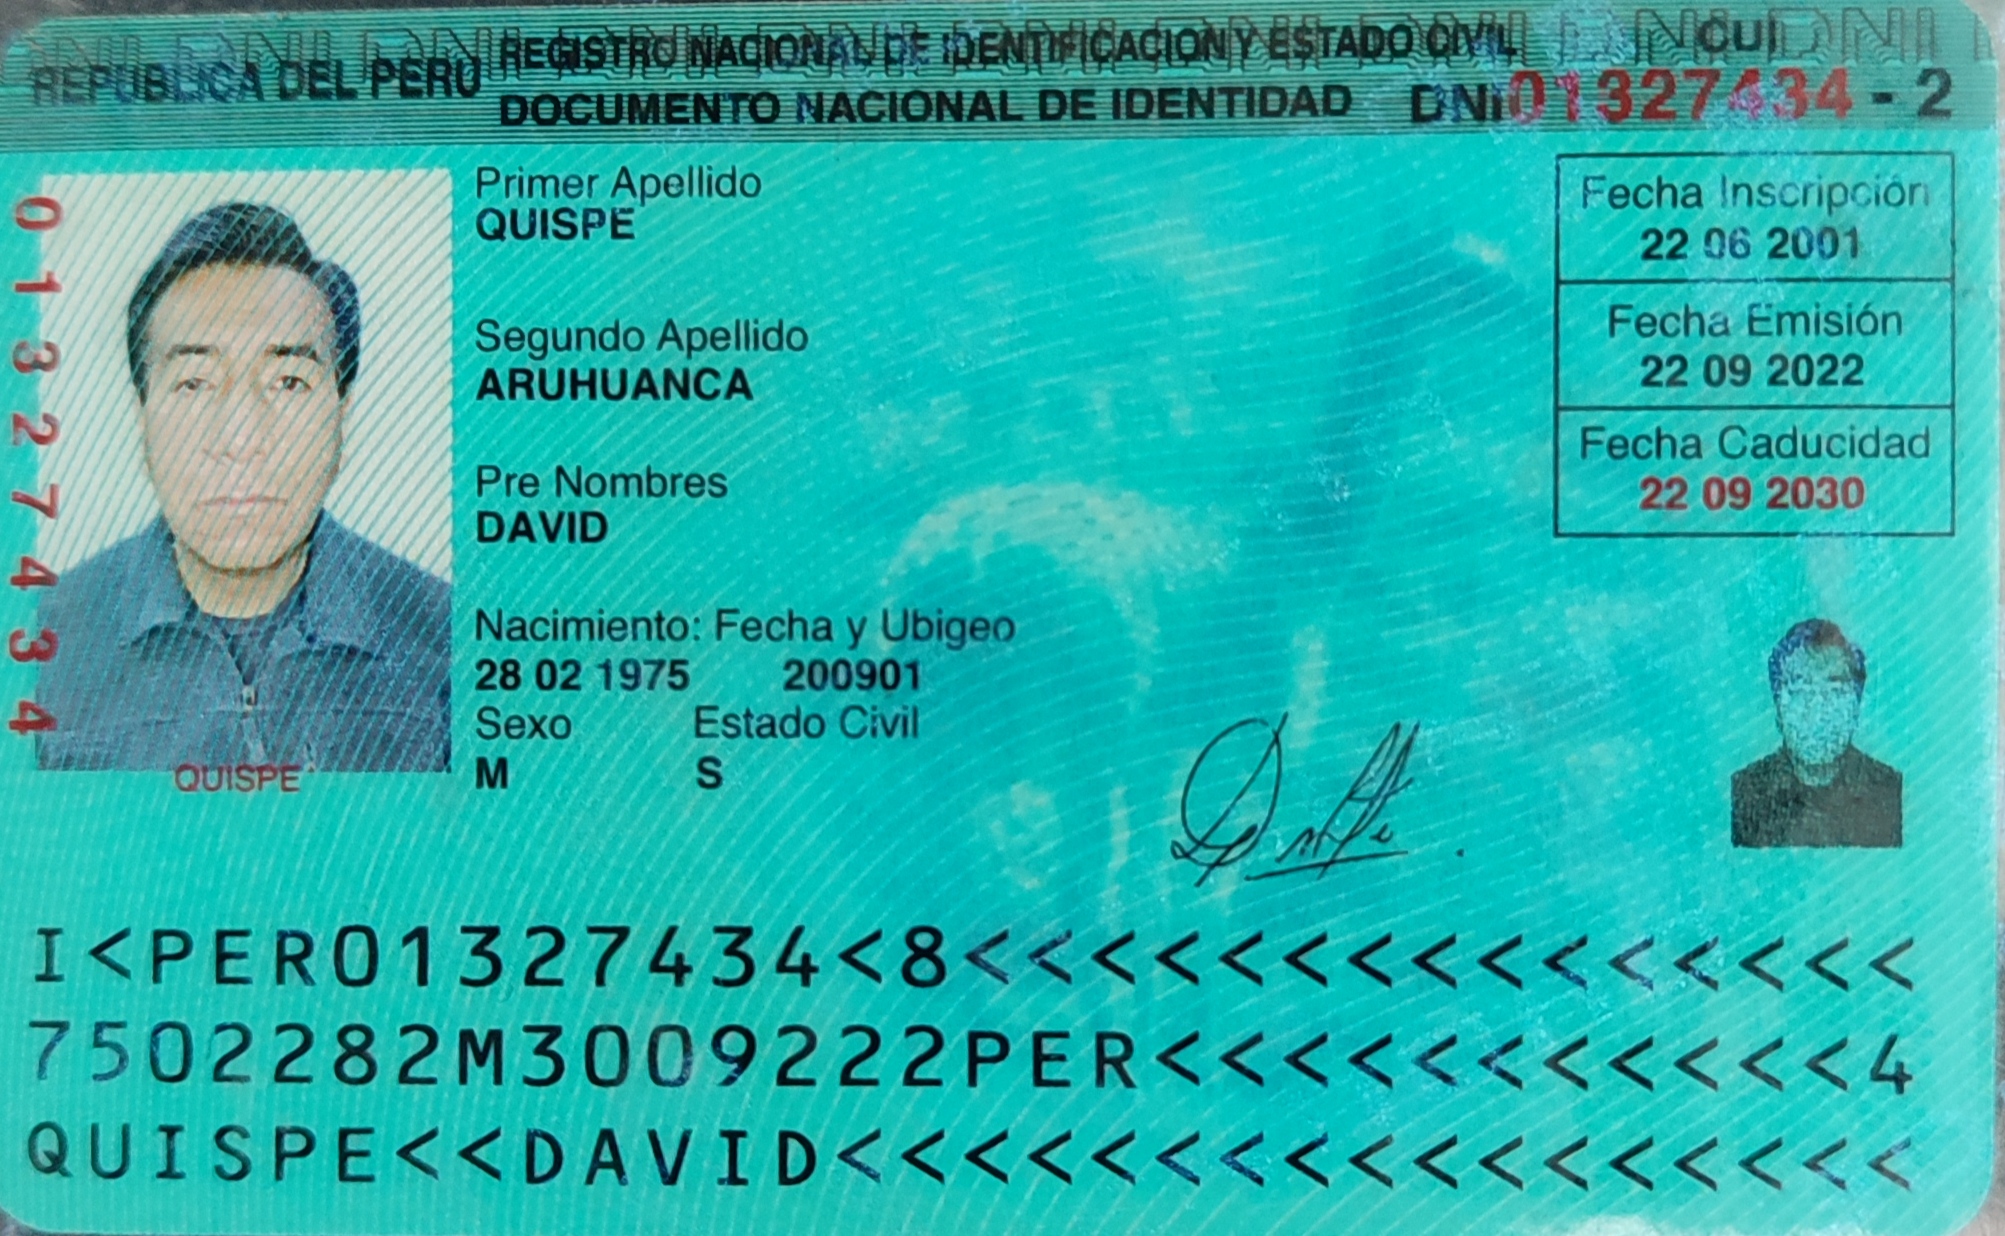 REPUBLICA DEL PERU
REGISTRO NACIONAL DE IDENTIFICACION Y ESTADO CIVIL
DOCUMENTO NACIONAL DE IDENTIDAD
CUI
DNI 01327434 - 2
01327434
Primer Apellido
QUISPE
Segundo Apellido
ARUHUANCA
Pre Nombres
DAVID
Nacimiento: Fecha y Ubigeo
28 02 1975 200901
Sexo Estado Civil
M S
QUISPE
Fecha Inscripción
22 06 2001
Fecha Emisión
22 09 2022
Fecha Caducidad
22 09 2030
I<PER01327434<8<<<<<<<<<<<<<<<
7502282M3009222PER<<<<<<<<<<<4
QUISPE<<DAVID<<<<<<<<<<<<<<<<<